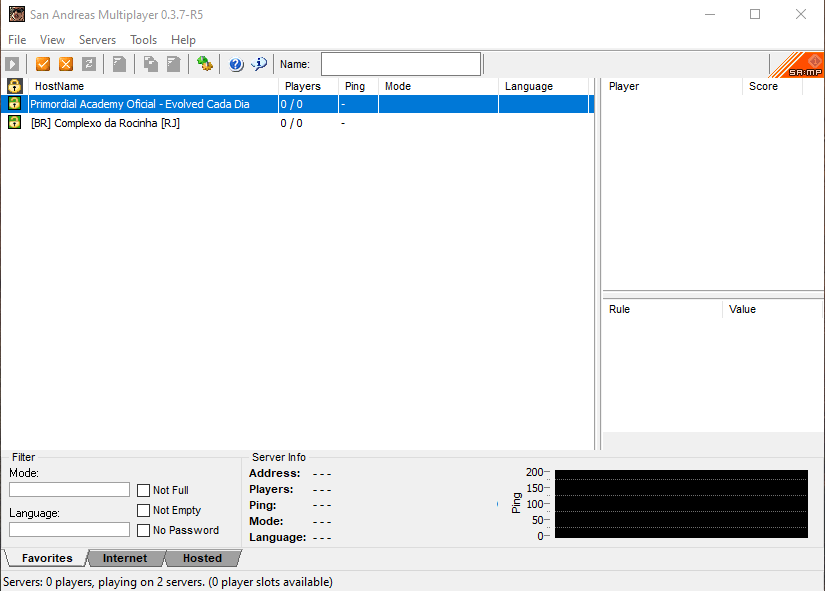 San Andreas Multiplayer 0.3.7-R5
File View Servers Tools Help
Name:
SA:MP
HostName Players Ping Mode Language
Primordial Academy Oficial - Evolved Cada Dia 0 / 0 -
[BR] Complexo da Rocinha [RJ] 0 / 0 -
Player Score
Rule Value
Filter
Mode:
Language:
Not Full
Not Empty
No Password
Server Info
Address: - - -
Players: - - -
Ping: - - -
Mode: - - -
Language: - - -
Ping
200
150
100
50
0
Favorites Internet Hosted
Servers: 0 players, playing on 2 servers. (0 player slots available)